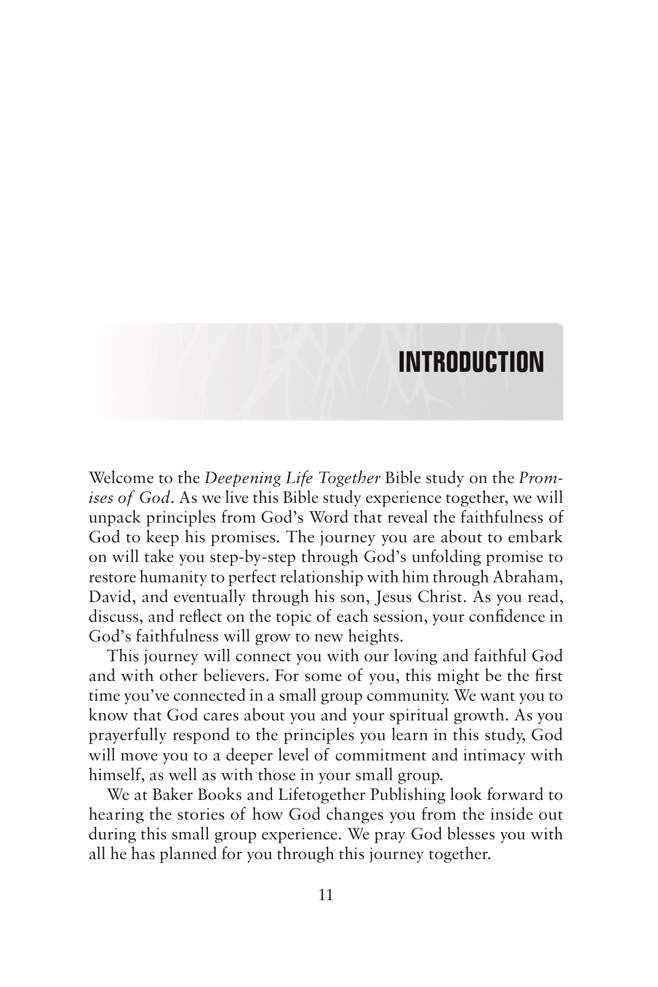 INTRODUCTION
Welcome to the Deepening Life Together Bible study on the Prom-
ises of God. As we live this Bible study experience together, we will
unpack principles from God’s Word that reveal the faithfulness of
God to keep his promises. The journey you are about to embark
on will take you step-by-step through God’s unfolding promise to
restore humanity to perfect relationship with him through Abraham,
David, and eventually through his son, Jesus Christ. As you read,
discuss, and reflect on the topic of each session, your confidence in
God’s faithfulness will grow to new heights.
This journey will connect you with our loving and faithful God
and with other believers. For some of you, this might be the first
time you’ve connected in a small group community. We want you to
know that God cares about you and your spiritual growth. As you
prayerfully respond to the principles you learn in this study, God
will move you to a deeper level of commitment and intimacy with
himself, as well as with those in your small group.
We at Baker Books and Lifetogether Publishing look forward to
hearing the stories of how God changes you from the inside out
during this small group experience. We pray God blesses you with
all he has planned for you through this journey together.
11